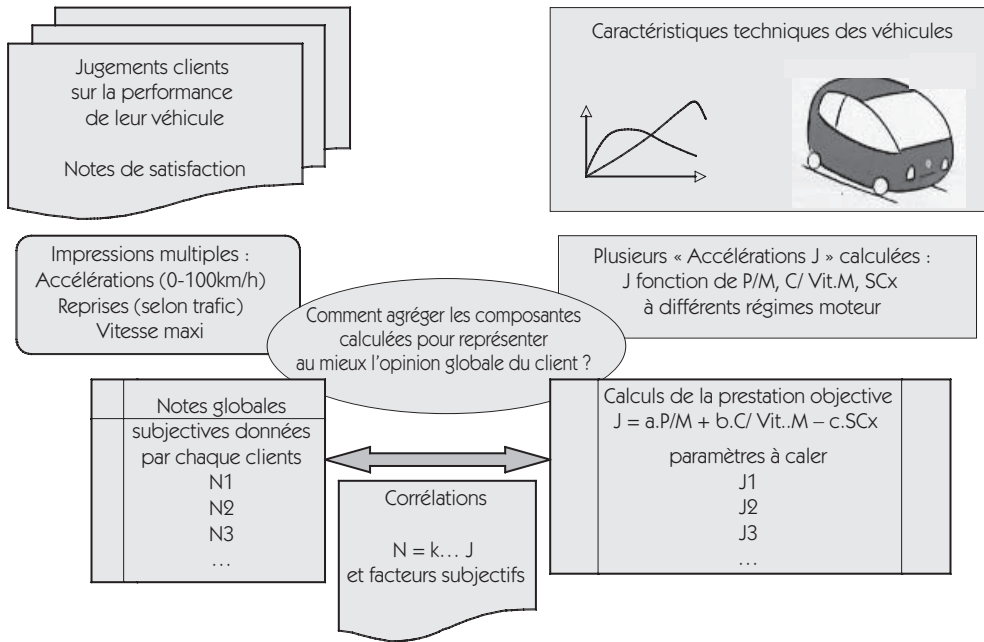 Jugements clients
sur la performance
de leur véhicule
Notes de satisfaction
Caractéristiques techniques des véhicules
Impressions multiples :
Accélérations (0-100km/h)
Reprises (selon trafic)
Vitesse maxi
Plusieurs « Accélérations J » calculées :
J fonction de P/M, C/ Vit.M, SCx
à différents régimes moteur
Comment agréger les composantes
calculées pour représenter
au mieux l'opinion globale du client ?
Notes globales
subjectives données
par chaque clients
N1
N2
N3
...
Calculs de la prestation objective
J = a.P/M + b.C/ Vit..M – c.SCx
paramètres à caler
J1
J2
J3
...
Corrélations
N = k... J
et facteurs subjectifs